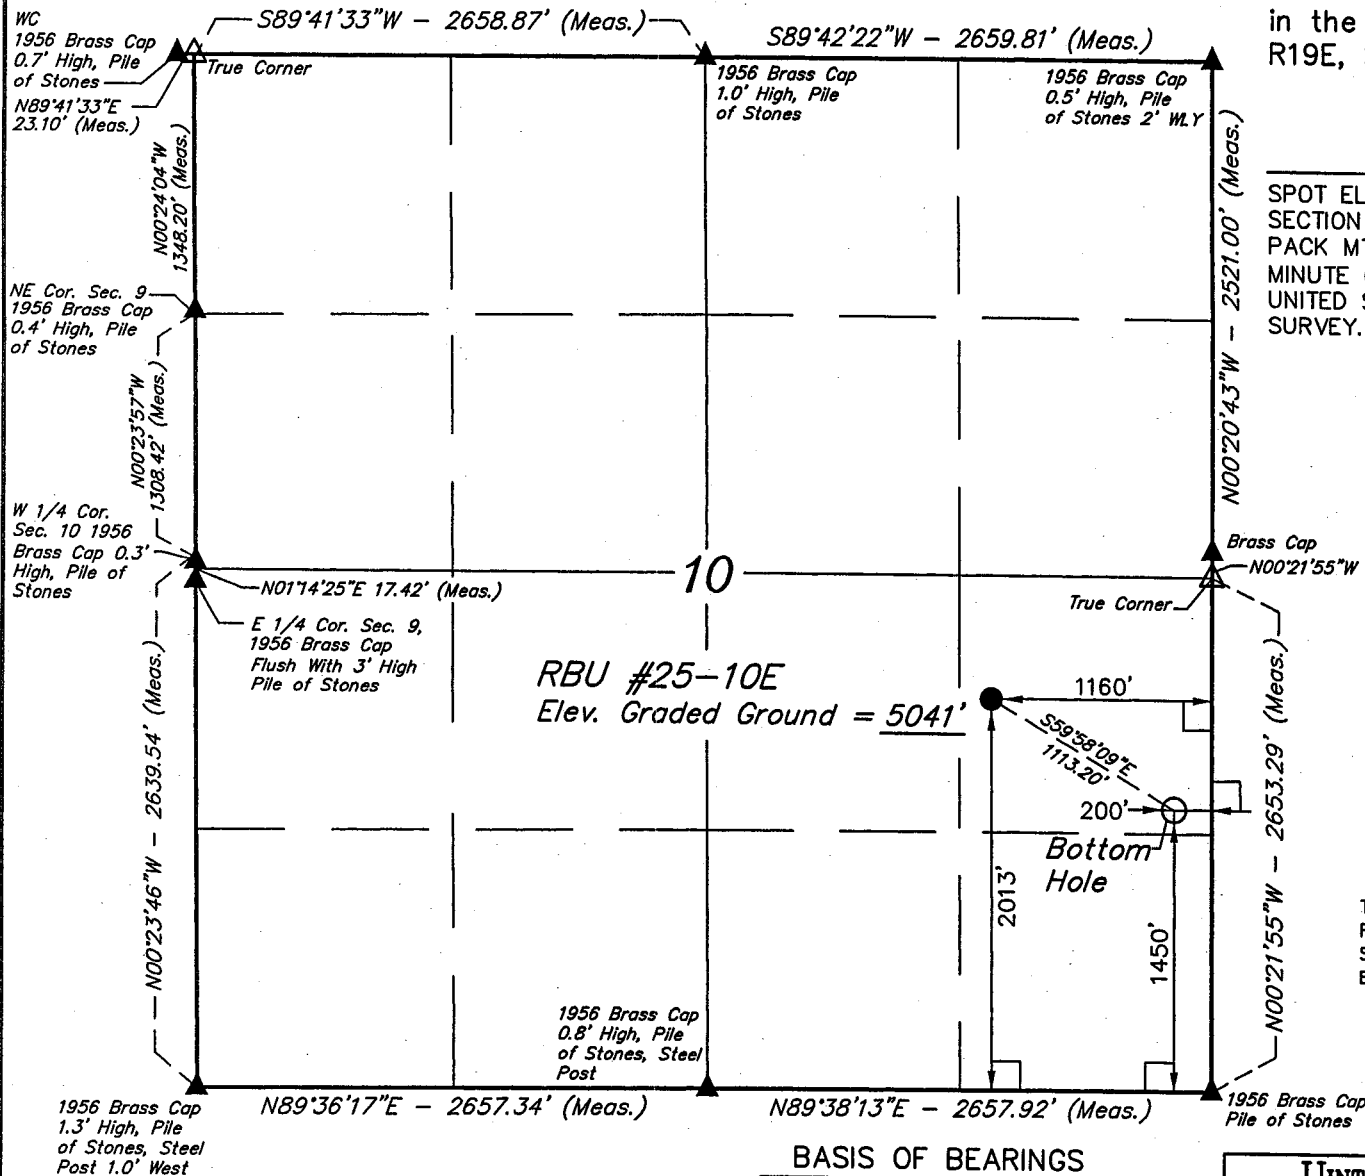 WC
1956 Brass Cap
0.7' High, Pile
of Stones
N89°41'33"E
23.10' (Meas.)
True Corner
S89°41'33"W - 2658.87' (Meas.)
S89°42'22"W - 2659.81' (Meas.)
1956 Brass Cap
1.0' High, Pile
of Stones
1956 Brass Cap
0.5' High, Pile
of Stones 2' WLY
in the
R19E,
SPOT EL
SECTION
PACK MT
MINUTE
UNITED S
SURVEY.
N00°24'04"W
1348.20' (Meas.)
N00°20'43"W - 2521.00' (Meas.)
NE Cor. Sec. 9
1956 Brass Cap
0.4' High, Pile
of Stones
N00°23'57"W
1308.42' (Meas.)
W 1/4 Cor.
Sec. 10 1956
Brass Cap 0.3'
High, Pile of
Stones
N01°14'25"E 17.42' (Meas.)
E 1/4 Cor. Sec. 9,
1956 Brass Cap
Flush With 3' High
Pile of Stones
10
Brass Cap
N00°21'55"W
True Corner
RBU #25-10E
Elev. Graded Ground = 5041'
1160'
S59°58'09"E
1113.20'
200'
Bottom
Hole
2013'
1450'
N00°23'46"W - 2639.54' (Meas.)
N00°21'55"W - 2653.29' (Meas.)
1956 Brass Cap
0.8' High, Pile
of Stones, Steel
Post
1956 Brass Cap
1.3' High, Pile
of Stones, Steel
Post 1.0' West
N89°36'17"E - 2657.34' (Meas.)
N89°38'13"E - 2657.92' (Meas.)
1956 Brass Cap
Pile of Stones
BASIS OF BEARINGS
UINT